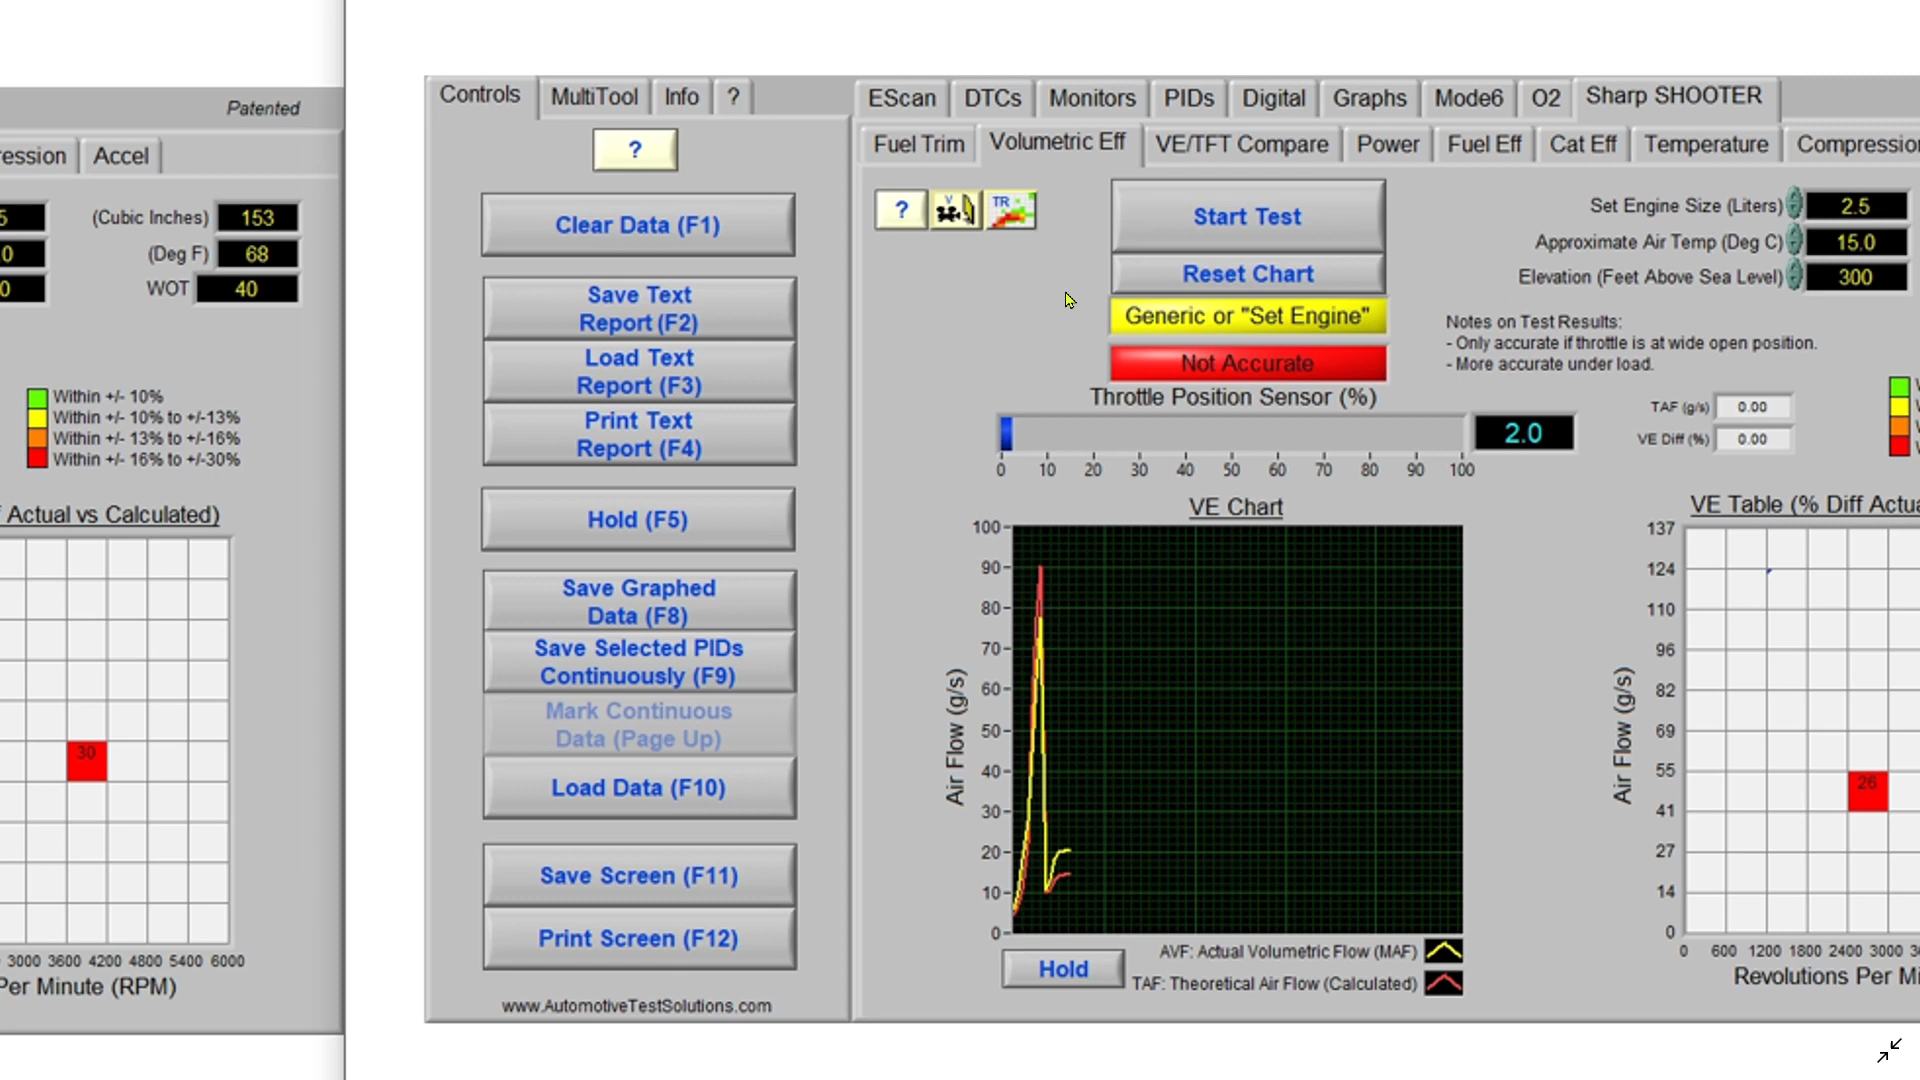 Patented
ression
Accel
5
(Cubic Inches)
153
0
(Deg F)
68
0
WOT
40
Within +/- 10%
Within +/- 10% to +/-13%
Within +/- 13% to +/-16%
Within +/- 16% to +/-30%
f Actual vs Calculated)
30
3000 3600 4200 4800 5400 6000
Per Minute (RPM)
Controls
MultiTool
Info
?
?
Clear Data (F1)
Save Text
Report (F2)
Load Text
Report (F3)
Print Text
Report (F4)
Hold (F5)
Save Graphed
Data (F8)
Save Selected PIDs
Continuously (F9)
Mark Continuous
Data (Page Up)
Load Data (F10)
Save Screen (F11)
Print Screen (F12)
www.AutomotiveTestSolutions.com
EScan
DTCs
Monitors
PIDs
Digital
Graphs
Mode6
O2
Sharp SHOOTER
Fuel Trim
Volumetric Eff
VE/TFT Compare
Power
Fuel Eff
Cat Eff
Temperature
Compression
?
V
TR
Start Test
Reset Chart
Generic or "Set Engine"
Not Accurate
Set Engine Size (Liters)
2.5
Approximate Air Temp (Deg C)
15.0
Elevation (Feet Above Sea Level)
300
Notes on Test Results:
- Only accurate if throttle is at wide open position.
- More accurate under load.
Throttle Position Sensor (%)
2.0
0 10 20 30 40 50 60 70 80 90 100
TAF (g/s)
0.00
VE Diff (%)
0.00
VE Chart
Air Flow (g/s)
100
90
80
70
60
50
40
30
20
10
0
Hold
AVF: Actual Volumetric Flow (MAF)
TAF: Theoretical Air Flow (Calculated)
VE Table (% Diff Actua
Air Flow (g/s)
137
124
110
96
82
69
55
41
27
14
0
26
0 600 1200 1800 2400 3000 3
Revolutions Per Mi